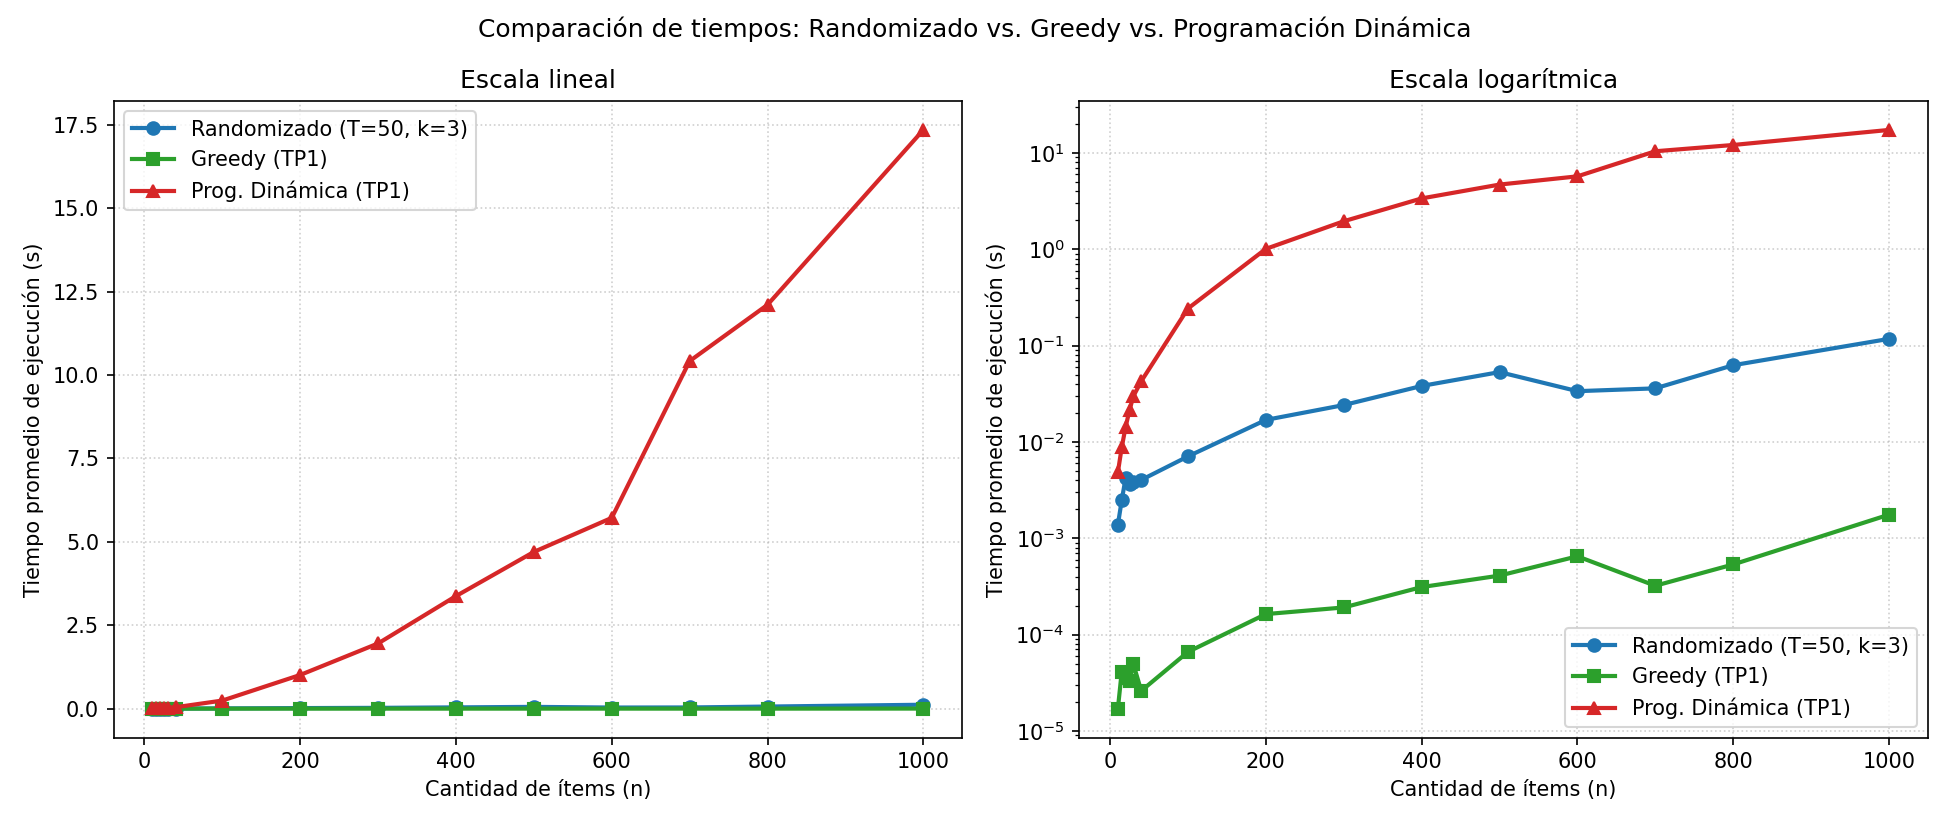 Comparación de tiempos: Randomizado vs. Greedy vs. Programación Dinámica
Escala lineal
Tiempo promedio de ejecución (s)
17.5
15.0
12.5
10.0
7.5
5.0
2.5
0.0
Randomizado (T=50, k=3)
Greedy (TP1)
Prog. Dinámica (TP1)
0 200 400 600 800 1000
Cantidad de ítems (n)
Escala logarítmica
Tiempo promedio de ejecución (s)
10¹
10⁰
10⁻¹
10⁻²
10⁻³
10⁻⁴
10⁻⁵
Randomizado (T=50, k=3)
Greedy (TP1)
Prog. Dinámica (TP1)
0 200 400 600 800 1000
Cantidad de ítems (n)